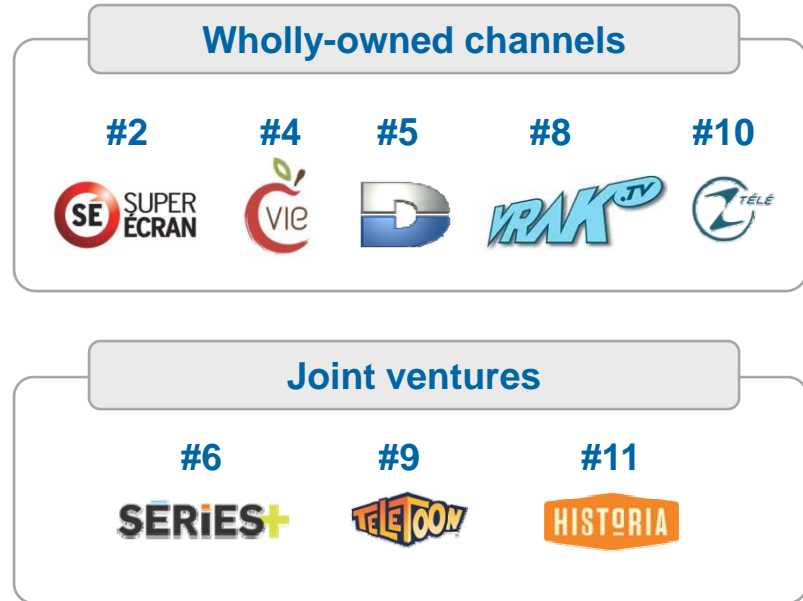 Wholly-owned channels
#2 #4 #5 #8 #10
SÉ SUPER ÉCRAN
VIE
D
VRAK.TV
Z TÉLÉ
Joint ventures
#6 #9 #11
SÉRiES+ TELETOON HISTORIA